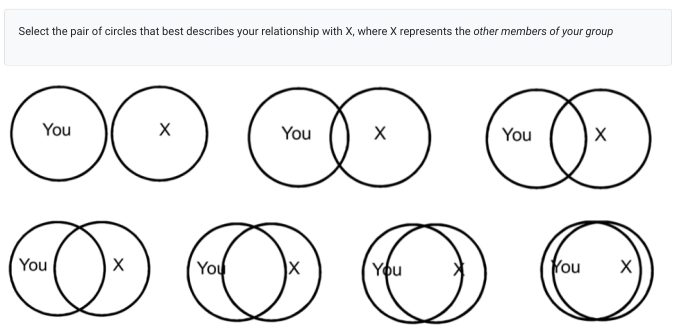 Select the pair of circles that best describes your relationship with X, where X represents the other members of your group
You X You X You X
You X You X You X You X